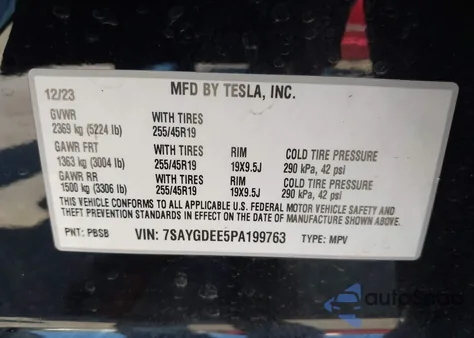 12/23 MFD BY TESLA, INC.
GVWR WITH TIRES
2369 kg (5224 lb) 255/45R19
GAWR FRT WITH TIRES RIM COLD TIRE PRESSURE
1363 kg (3004 lb) 255/45R19 19X9.5J 290 kPa, 42 psi
GAWR RR WITH TIRES RIM COLD TIRE PRESSURE
1500 kg (3306 lb) 255/45R19 19X9.5J 290 kPa, 42 psi
THIS VEHICLE CONFORMS TO ALL APPLICABLE U.S. FEDERAL MOTOR VEHICLE SAFETY AND
THEFT PREVENTION STANDARDS IN EFFECT ON THE DATE OF MANUFACTURE SHOWN ABOVE.
PNT: PBSB VIN: 7SAYGDEE5PA199763 TYPE: MPV